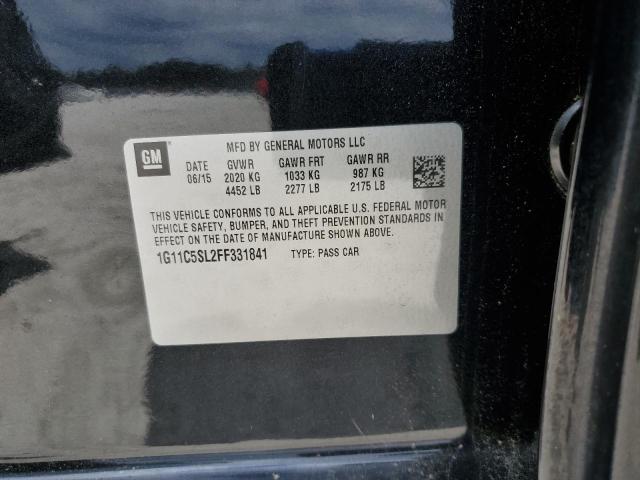 GM
MFD BY GENERAL MOTORS LLC
DATE GVWR GAWR FRT GAWR RR
06/15 2020 KG 1033 KG 987 KG
4452 LB 2277 LB 2175 LB
THIS VEHICLE CONFORMS TO ALL APPLICABLE U.S. FEDERAL MOTOR
VEHICLE SAFETY, BUMPER, AND THEFT PREVENTION STANDARDS IN
EFFECT ON THE DATE OF MANUFACTURE SHOWN ABOVE.
1G11C5SL2FF331841 TYPE: PASS CAR